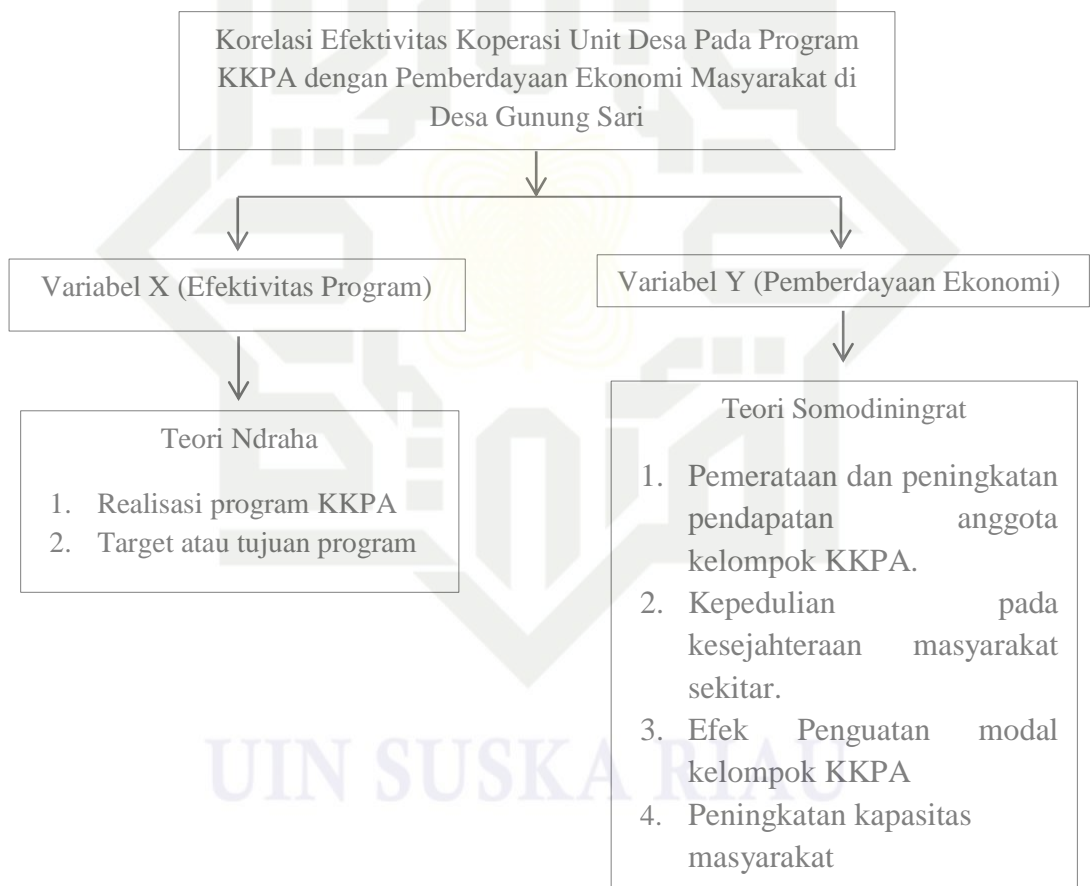 Korelasi Efektivitas Koperasi Unit Desa Pada Program
KKPA dengan Pemberdayaan Ekonomi Masyarakat di
Desa Gunung Sari
Variabel X (Efektivitas Program)
Variabel Y (Pemberdayaan Ekonomi)
Teori Ndraha
1. Realisasi program KKPA
2. Target atau tujuan program
Teori Somodiningrat
1. Pemerataan dan peningkatan
pendapatan anggota
kelompok KKPA.
2. Kepedulian pada
kesejahteraan masyarakat
sekitar.
3. Efek Penguatan modal
kelompok KKPA
4. Peningkatan kapasitas
masyarakat
UIN SUSKA RIAU